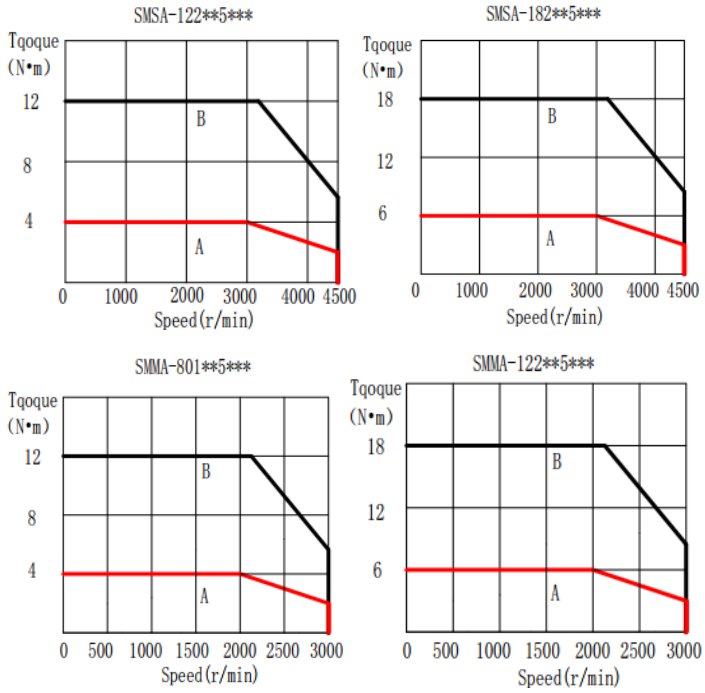 SMSA-122**5***
Tqoque
(N•m)
12
8
4
B
A
0 1000 2000 3000 4000 4500
Speed(r/min)
SMSA-182**5***
Tqoque
(N•m)
18
12
6
B
A
0 1000 2000 3000 4000 4500
Speed(r/min)
SMMA-801**5***
Tqoque
(N•m)
12
8
4
B
A
0 500 1000 1500 2000 2500 3000
Speed(r/min)
SMMA-122**5***
Tqoque
(N•m)
18
12
6
B
A
0 500 1000 1500 2000 2500 3000
Speed(r/min)